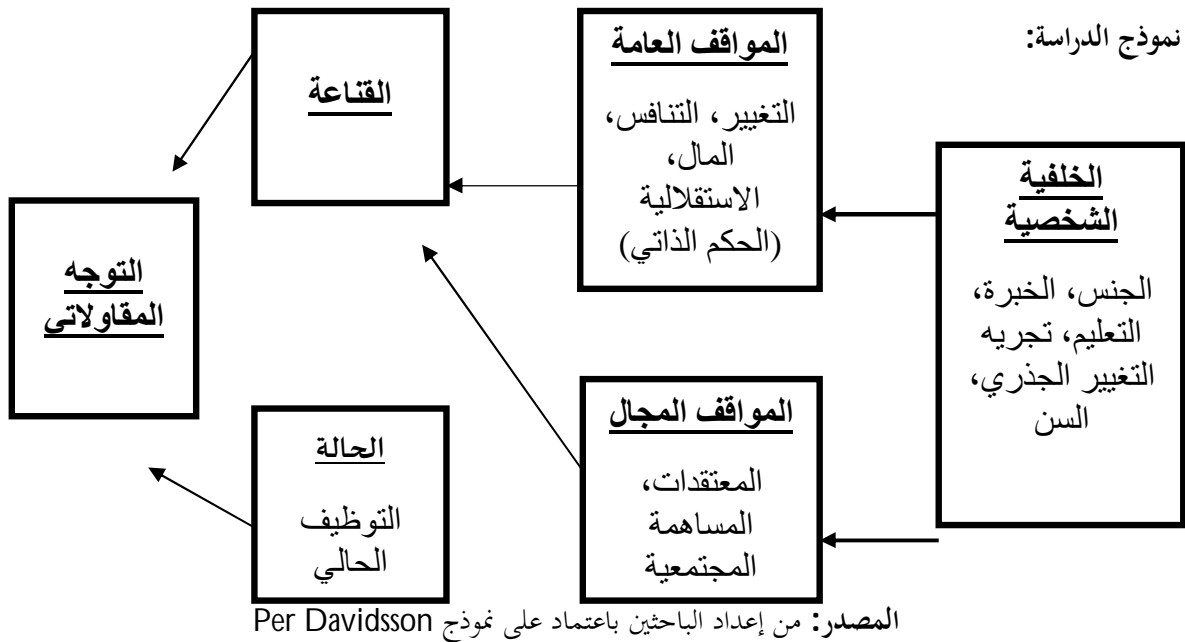 نموذج الدراسة:
الخلفية
الشخصية
الجنس، الخبرة،
التعليم، تجريه
التغيير الجذري،
السن
المواقف العامة
التغيير، التنافس،
المال،
الاستقلالية
(الحكم الذاتي)
المواقف المجال
المعتقدات،
المساهمة
المجتمعية
القناعة
الحالة
التوظيف
الحالي
التوجه
المقاولاتي
المصدر: من إعداد الباحثين باعتماد على نموذج Per Davidsson